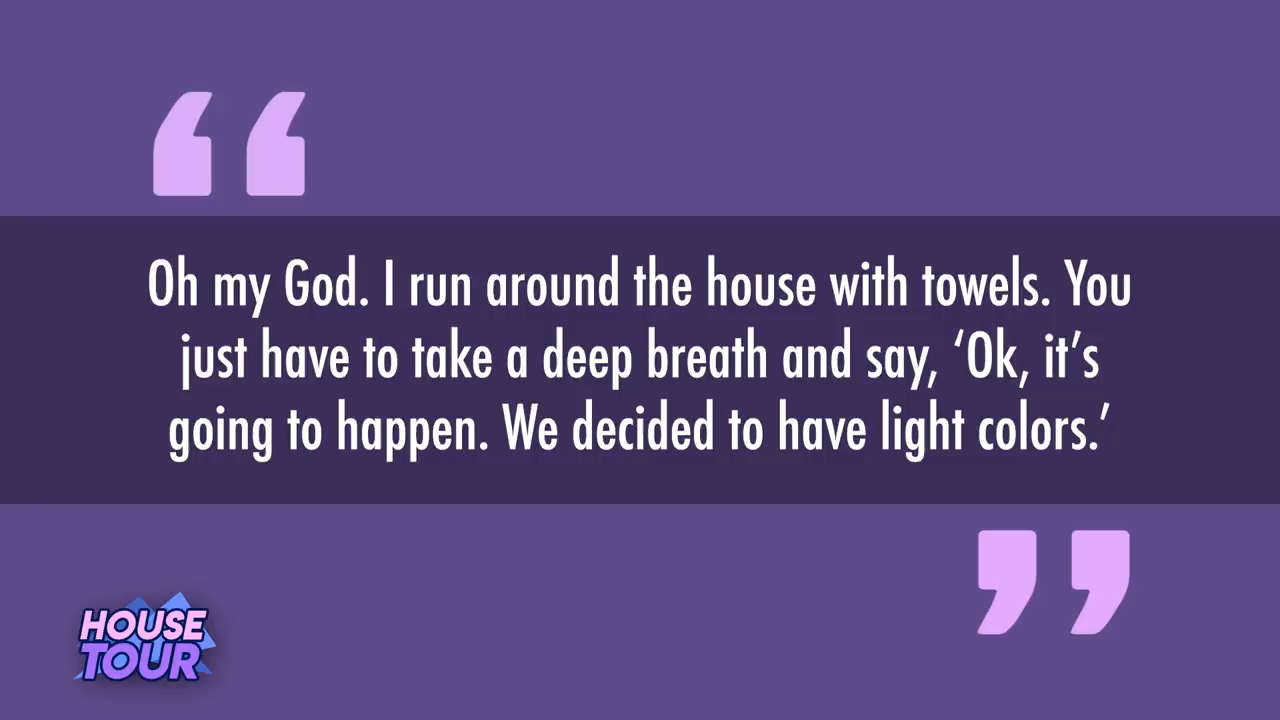 Oh my God. I run around the house with towels. You
just have to take a deep breath and say, ‘Ok, it’s
going to happen. We decided to have light colors.’
HOUSE
TOUR